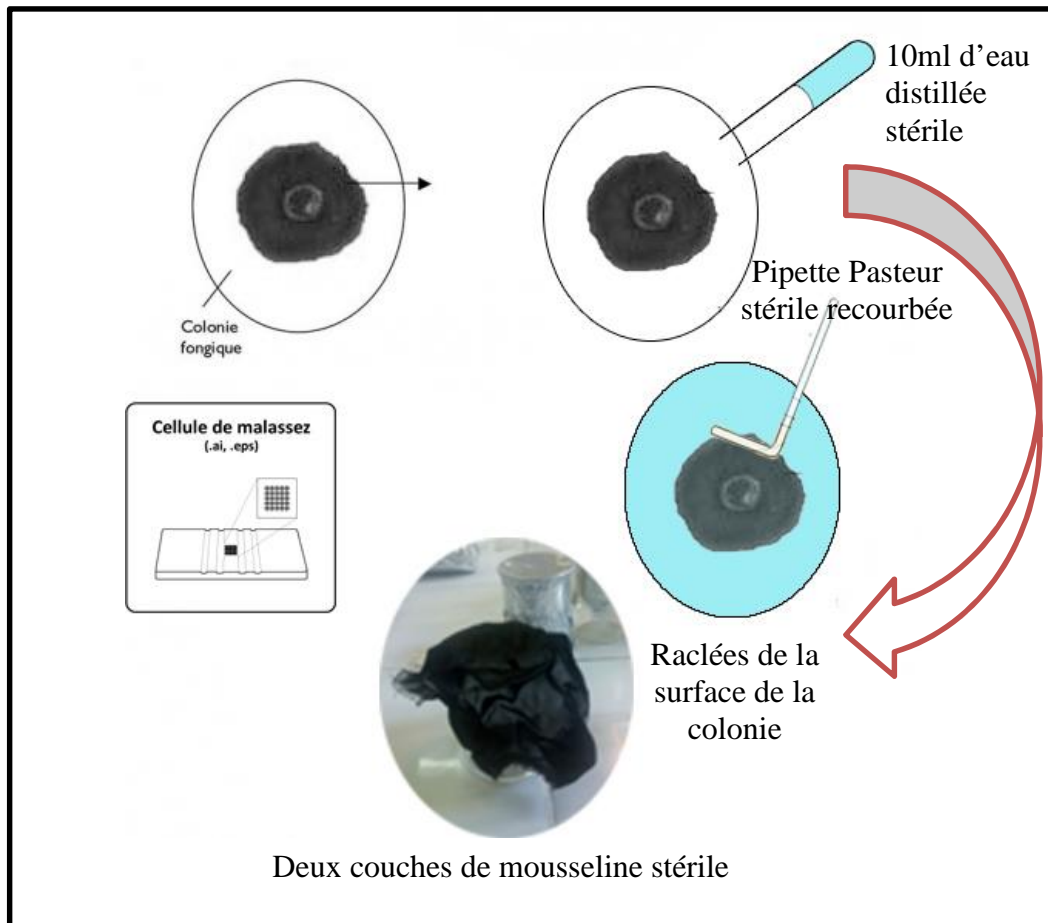 10ml d’eau
distillée
stérile
Colonie
fongique
Pipette Pasteur
stérile recourbée
Cellule de malassez
(.ai, .eps)
Raclées de la
surface de la
colonie
Deux couches de mousseline stérile